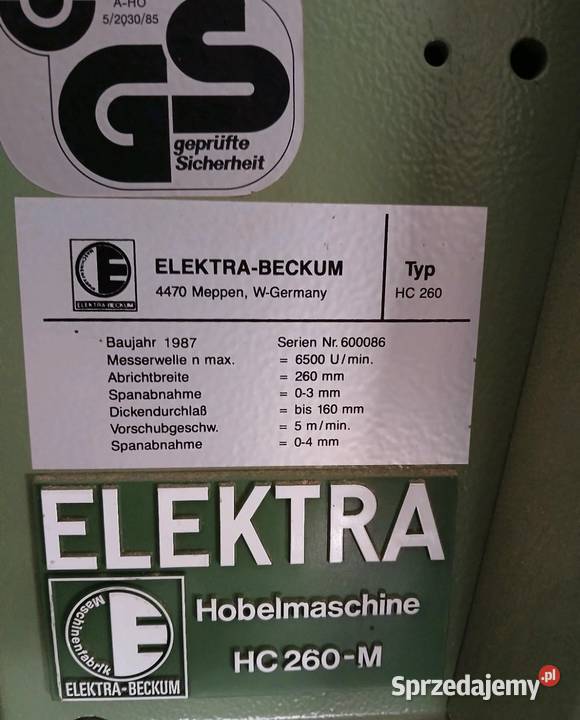 A-HO
5/2030/85
GS
geprüfte
Sicherheit
E
ELEKTRA-BECKUM
ELEKTRA-BECKUM
4470 Meppen, W-Germany
Typ
HC 260
Baujahr 1987 Serien Nr. 600086
Messerwelle n max. = 6500 U/min.
Abrichtbreite = 260 mm
Spanabnahme = 0-3 mm
Dickendurchlaß = bis 160 mm
Vorschubgeschw. = 5 m/min.
Spanabnahme = 0-4 mm
ELEKTRA
Maschinenfabrik
E
ELEKTRA-BECKUM
Hobelmaschine
HC 260-M
Sprzedajemy.pl